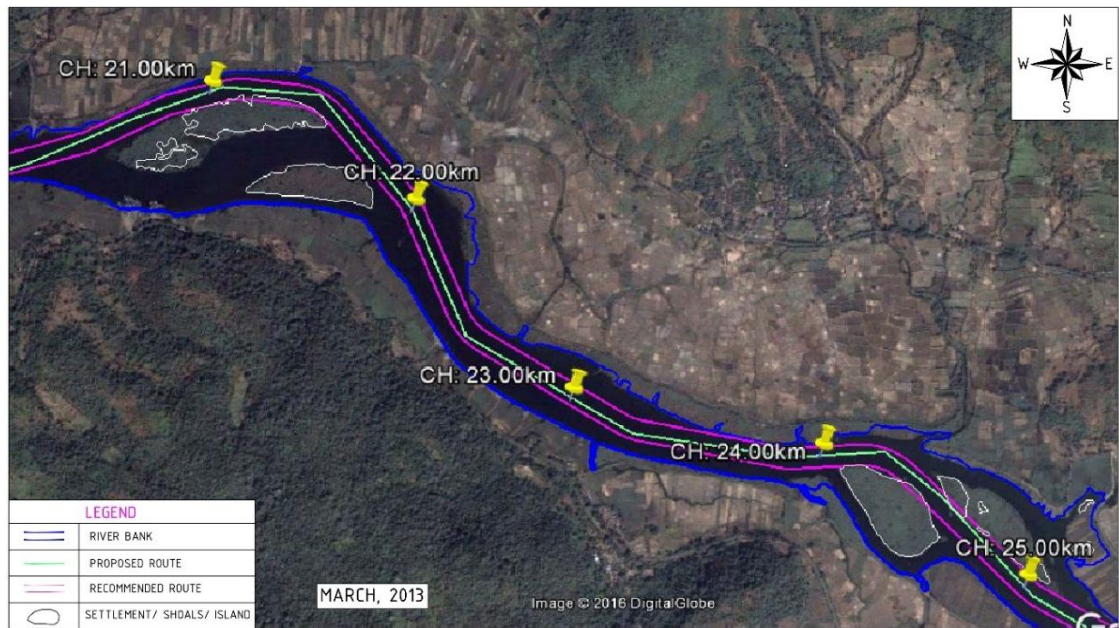 N
W E
S
CH: 21.00km
CH: 22.00km
CH: 23.00km
CH: 24.00km
CH: 25.00km
LEGEND
RIVER BANK
PROPOSED ROUTE
RECOMMENDED ROUTE
SETTLEMENT/ SHOALS/ ISLAND
MARCH, 2013
Image © 2016 DigitalGlobe